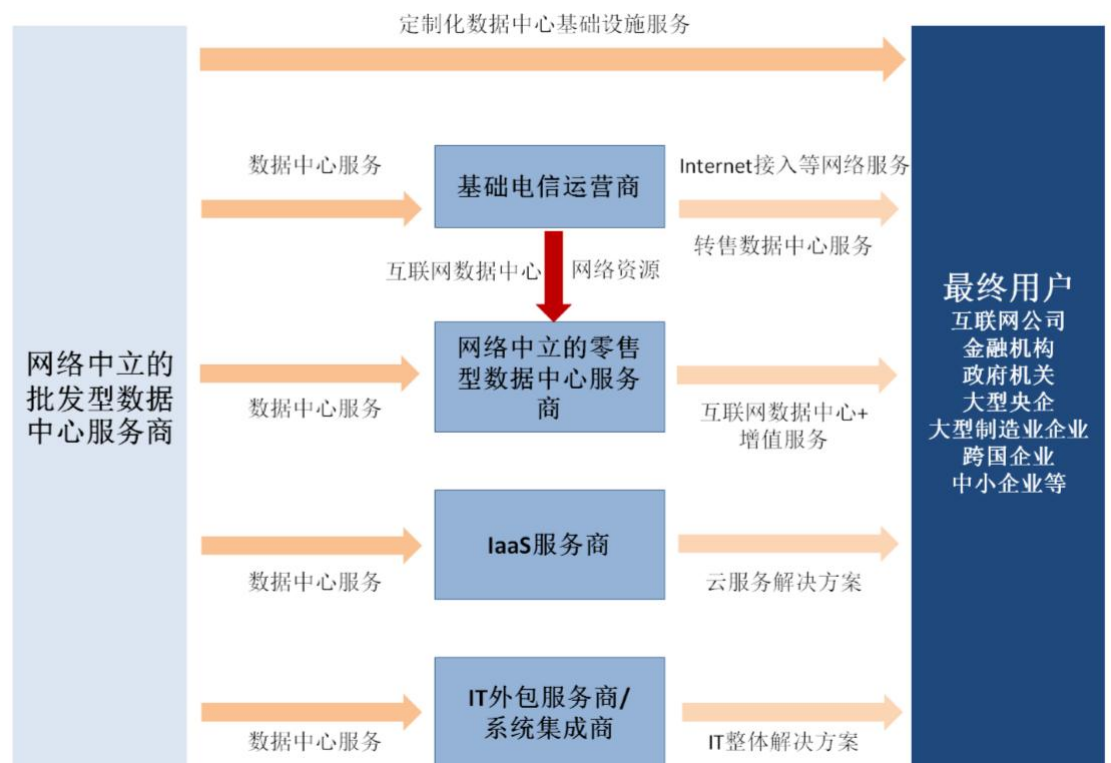 定制化数据中心基础设施服务
网络中立的
批发型数据
中心服务商
数据中心服务
基础电信运营商
Internet接入等网络服务
转售数据中心服务
互联网数据中心
网络资源
数据中心服务
网络中立的零售
型数据中心服务
商
互联网数据中心+
增值服务
数据中心服务
IaaS服务商
云服务解决方案
数据中心服务
IT外包服务商/
系统集成商
IT整体解决方案
最终用户
互联网公司
金融机构
政府机关
大型央企
大型制造业企业
跨国企业
中小企业等